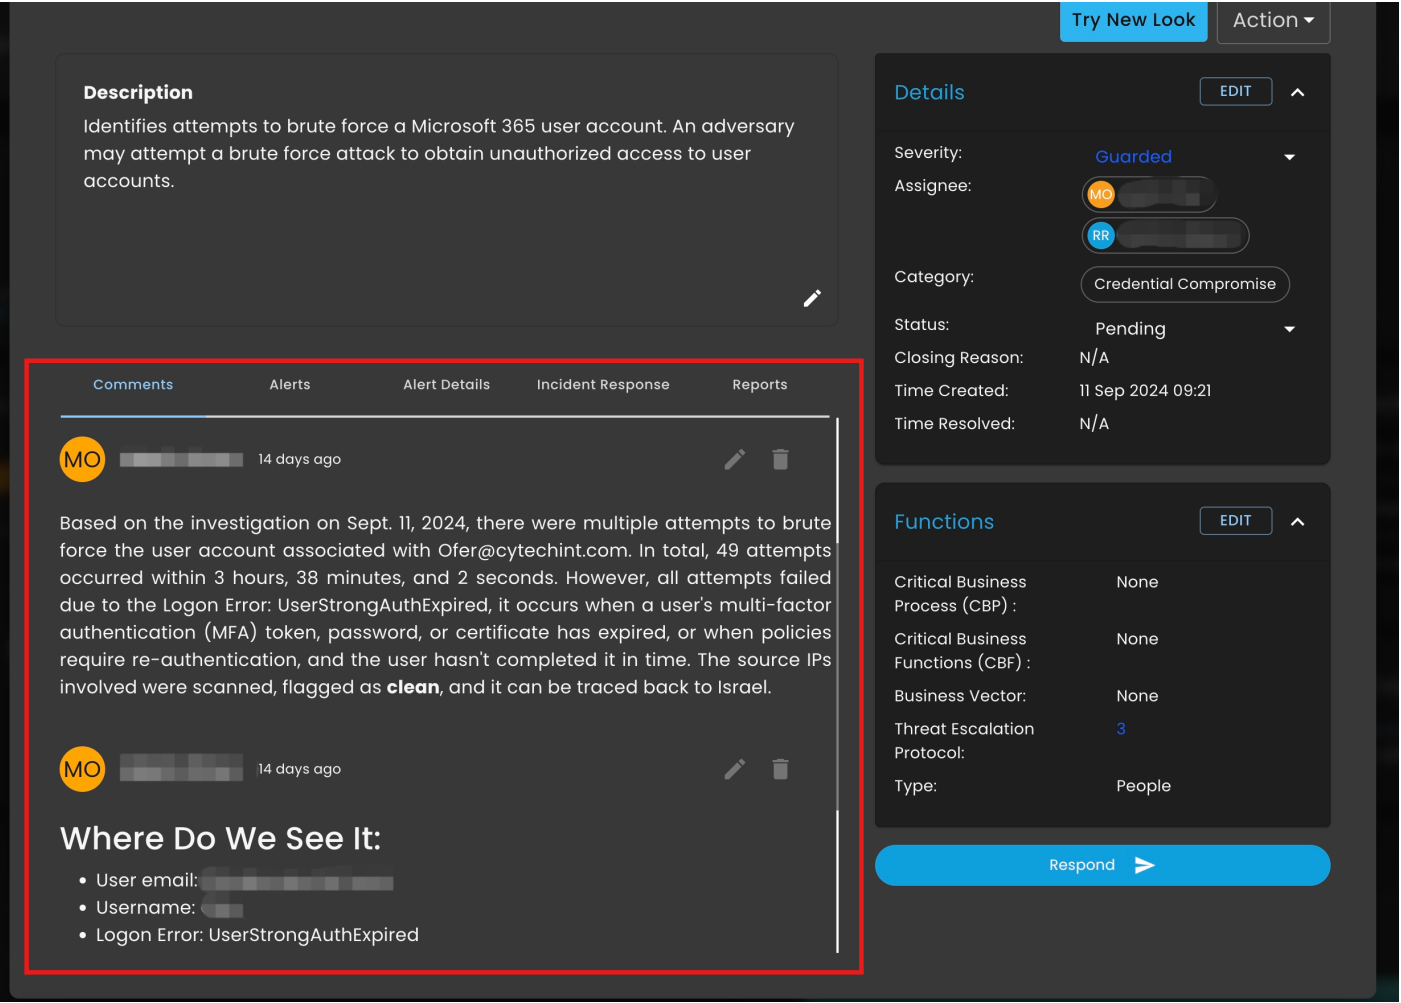 Try New Look
Action
Description
Identifies attempts to brute force a Microsoft 365 user account. An adversary
may attempt a brute force attack to obtain unauthorized access to user
accounts.
Details
EDIT
Severity:
Guarded
Assignee:
MO
RR
Category:
Credential Compromise
Status:
Pending
Closing Reason:
N/A
Time Created:
11 Sep 2024 09:21
Time Resolved:
N/A
Comments
Alerts
Alert Details
Incident Response
Reports
MO
14 days ago
Based on the investigation on Sept. 11, 2024, there were multiple attempts to brute
force the user account associated with Ofer@cytechint.com. In total, 49 attempts
occurred within 3 hours, 38 minutes, and 2 seconds. However, all attempts failed
due to the Logon Error: UserStrongAuthExpired, it occurs when a user's multi-factor
authentication (MFA) token, password, or certificate has expired, or when policies
require re-authentication, and the user hasn't completed it in time. The source IPs
involved were scanned, flagged as clean, and it can be traced back to Israel.
MO
14 days ago
Where Do We See It:
• User email:
• Username:
• Logon Error: UserStrongAuthExpired
Functions
EDIT
Critical Business
Process (CBP) :
None
Critical Business
Functions (CBF) :
None
Business Vector:
None
Threat Escalation
Protocol:
3
Type:
People
Respond